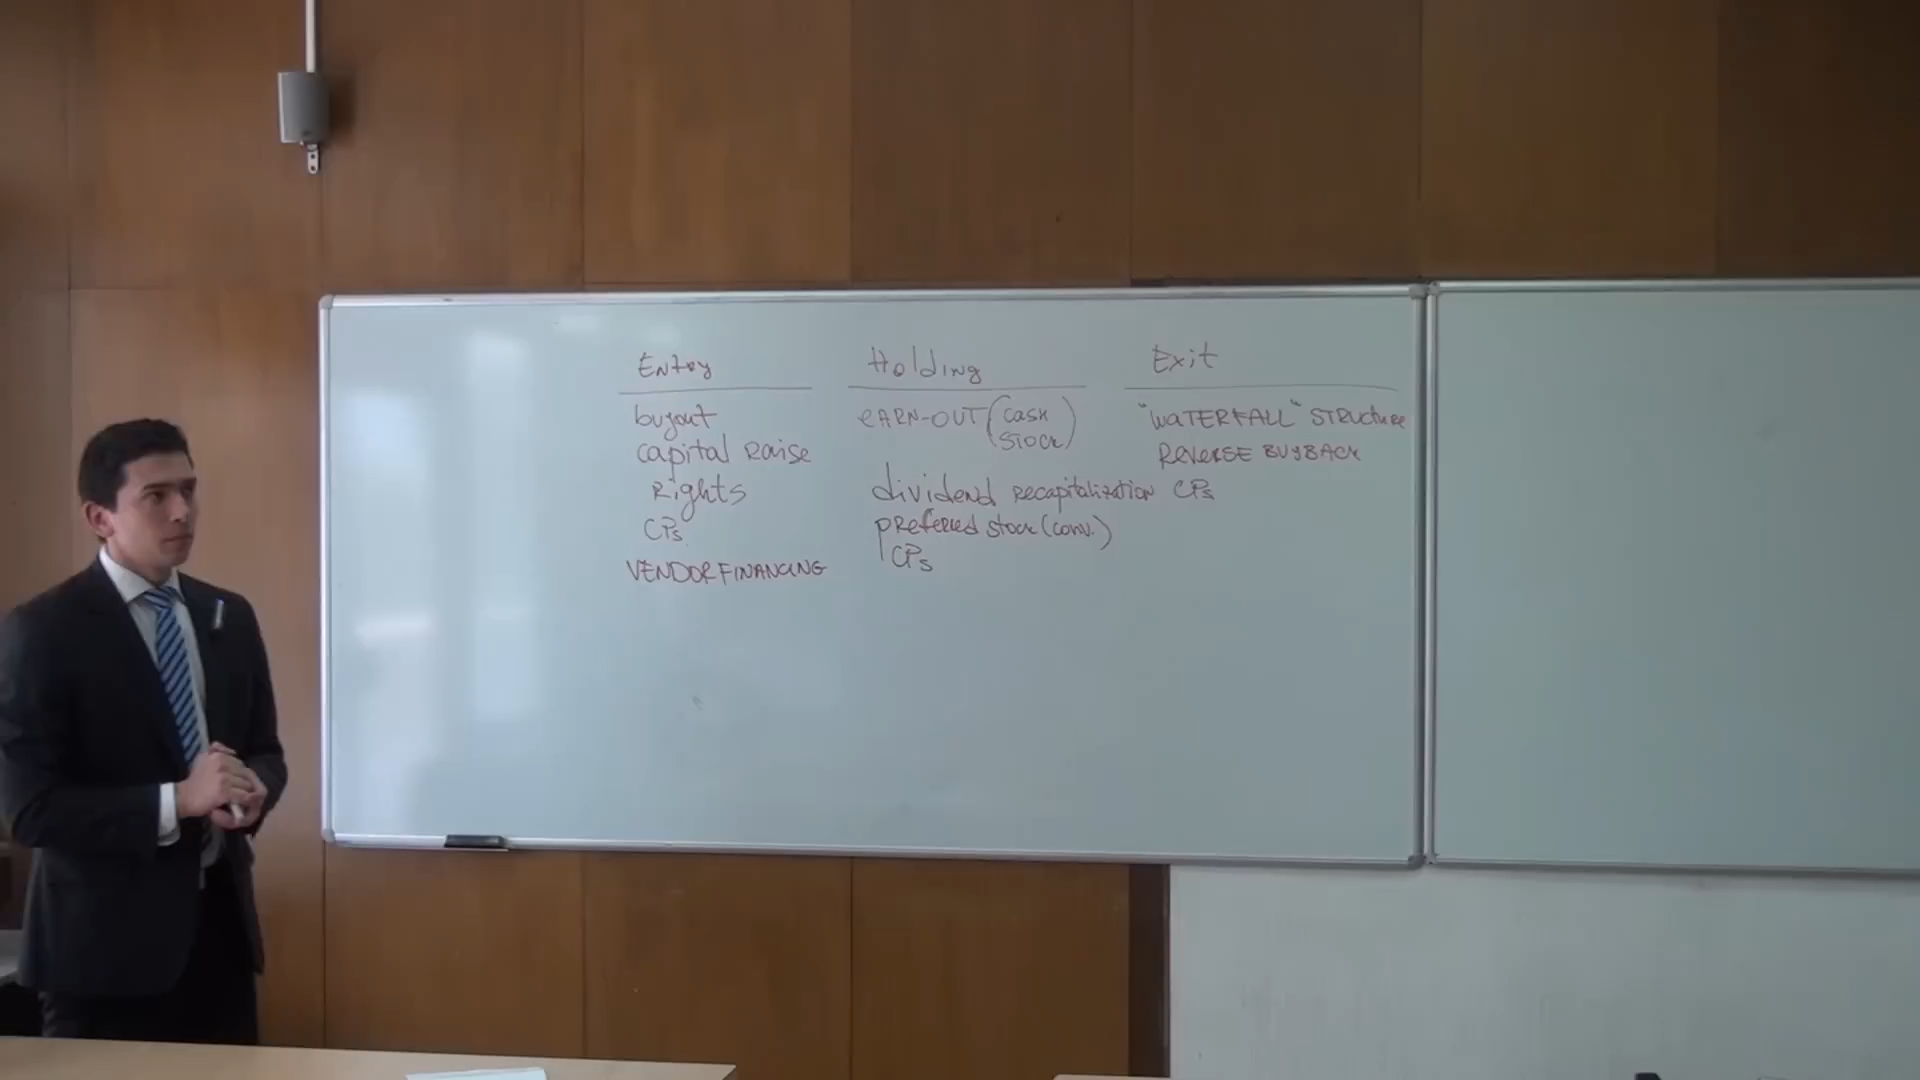 Entry
buyout
capital Raise
Rights
CPs
VENDOR FINANCING
Holding
EARN-OUT (cash
stock)
dividend recapitalization
preferred stock (conv.)
CPs
Exit
"WATERFALL" STRUCTURE
REVERSE BUYBACK
CPs